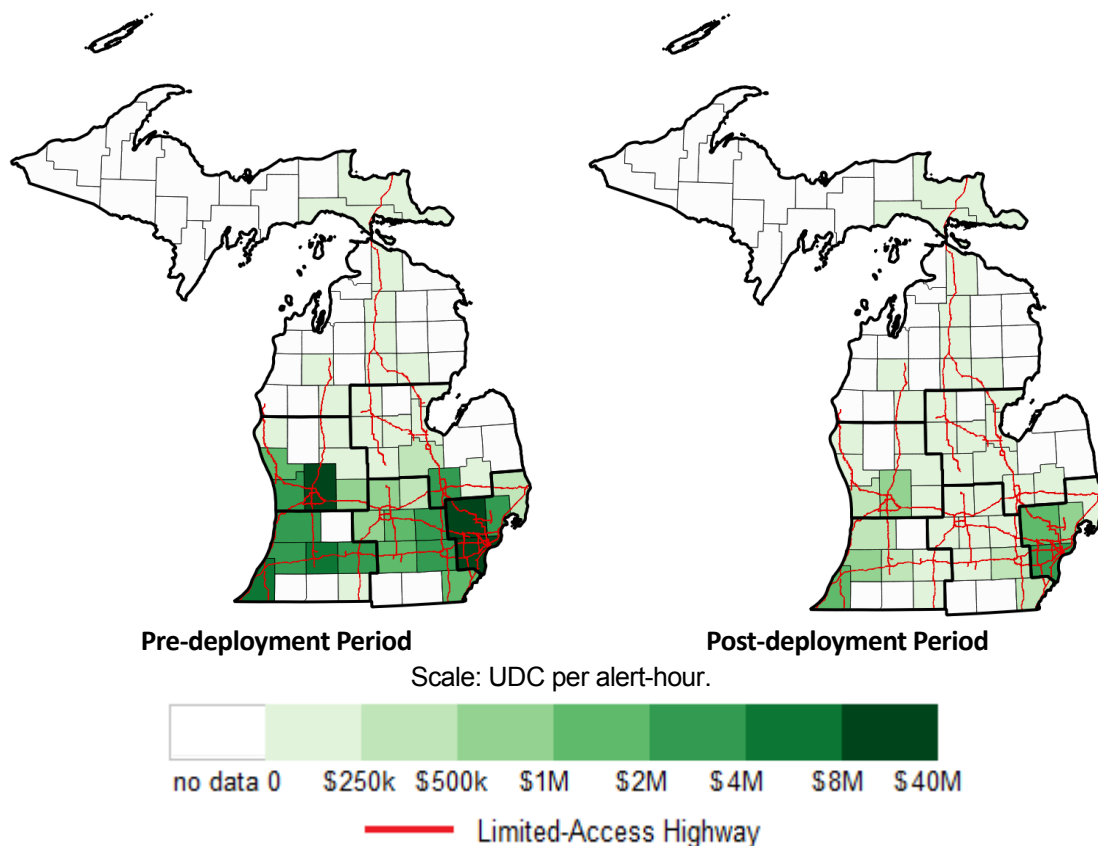 Pre-deployment Period Post-deployment Period
Scale: UDC per alert-hour.
no data 0 $250k $500k $1M $2M $4M $8M $40M
Limited-Access Highway